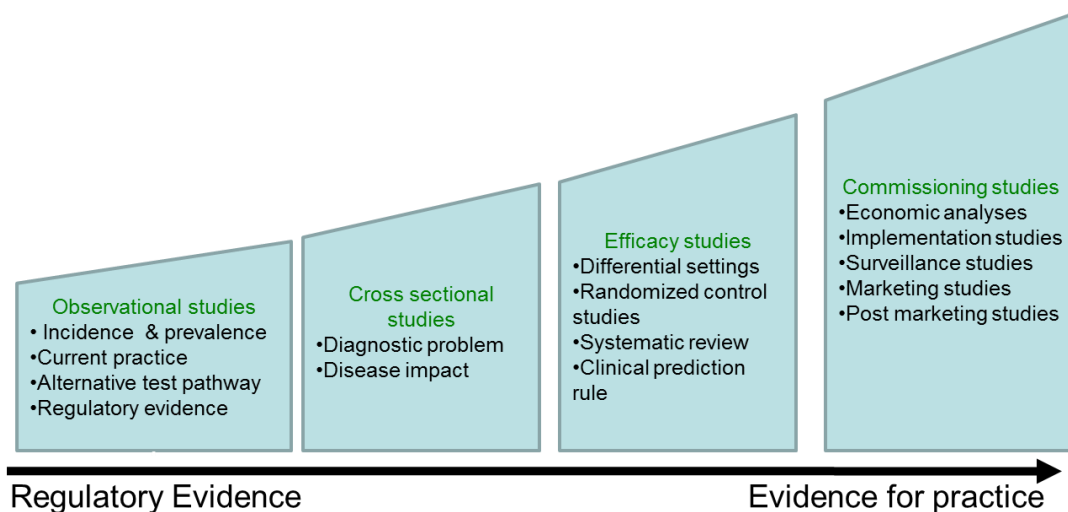 Observational studies
• Incidence & prevalence
•Current practice
•Alternative test pathway
•Regulatory evidence
Cross sectional
studies
•Diagnostic problem
•Disease impact
Efficacy studies
•Differential settings
•Randomized control
studies
•Systematic review
•Clinical prediction
rule
Commissioning studies
•Economic analyses
•Implementation studies
•Surveillance studies
•Marketing studies
•Post marketing studies
Regulatory Evidence
Evidence for practice